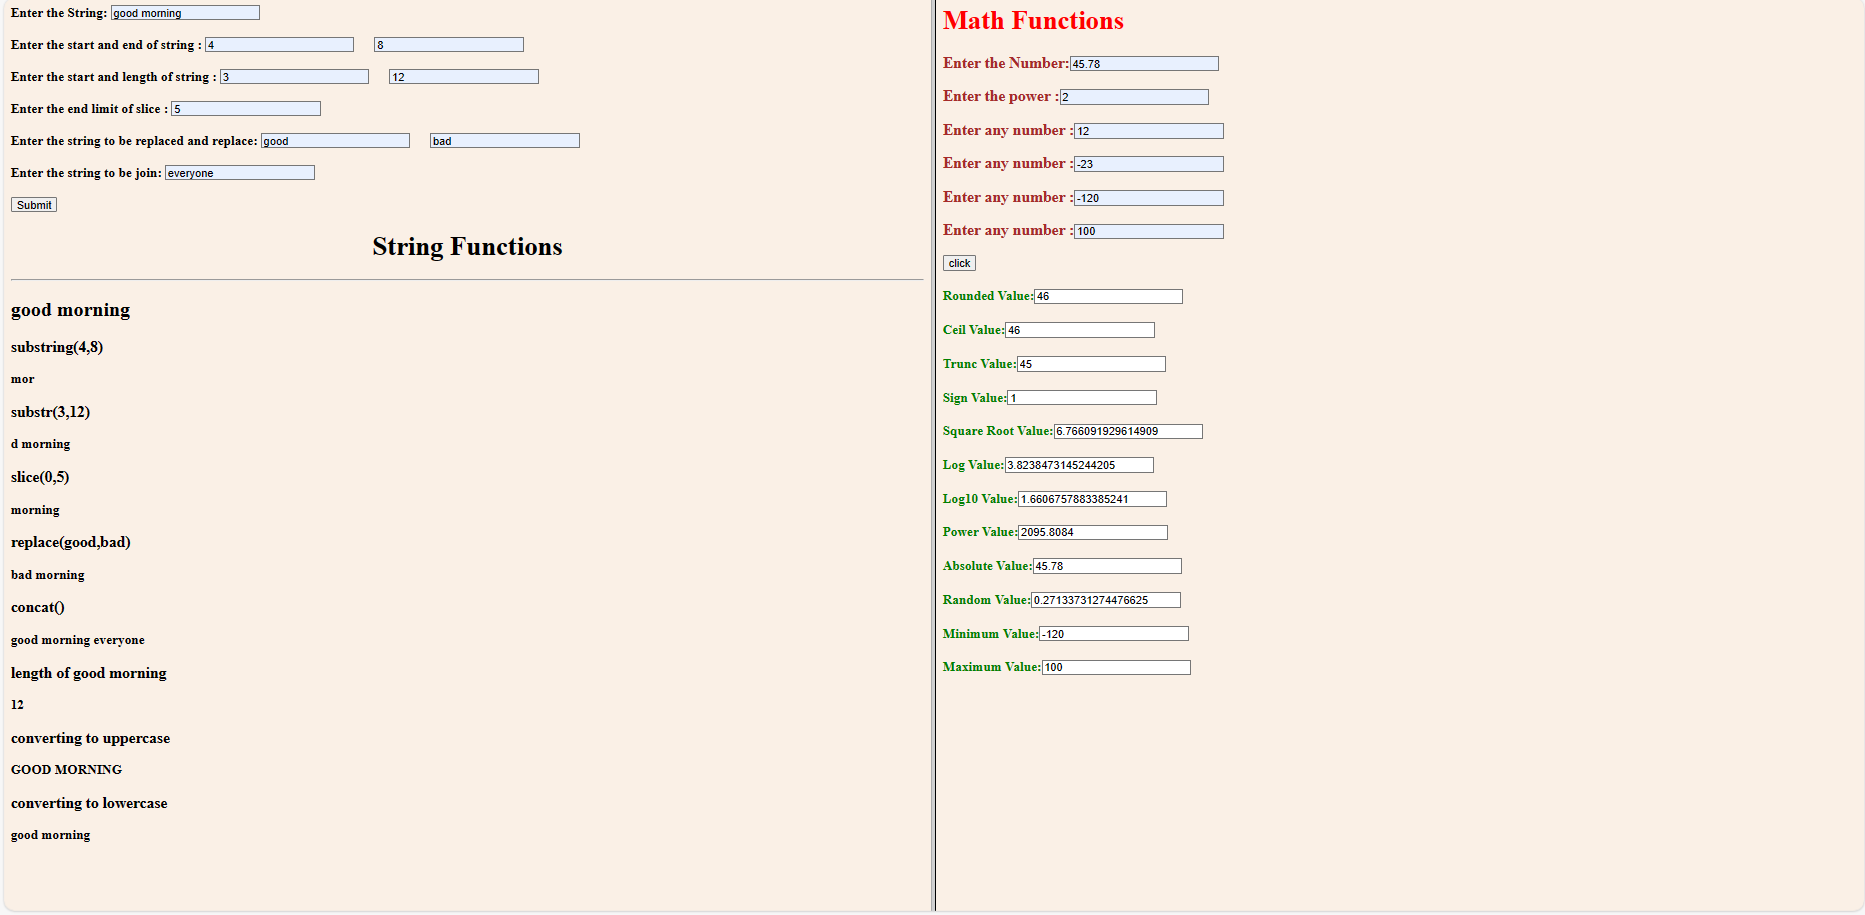 Enter the String: good morning
Enter the start and end of string : 4 8
Enter the start and length of string : 3 12
Enter the end limit of slice : 5
Enter the string to be replaced and replace: good bad
Enter the string to be join: everyone
Submit
String Functions
good morning
substring(4,8)
mor
substr(3,12)
d morning
slice(0,5)
morning
replace(good,bad)
bad morning
concat()
good morning everyone
length of good morning
12
converting to uppercase
GOOD MORNING
converting to lowercase
good morning
Math Functions
Enter the Number:45.78
Enter the power :2
Enter any number :12
Enter any number :-23
Enter any number :-120
Enter any number :100
click
Rounded Value:46
Ceil Value:46
Trunc Value:45
Sign Value:1
Square Root Value:6.766091929614909
Log Value:3.8238473145244205
Log10 Value:1.6606757883385241
Power Value:2095.8084
Absolute Value:45.78
Random Value:0.27133731274476625
Minimum Value:-120
Maximum Value:100